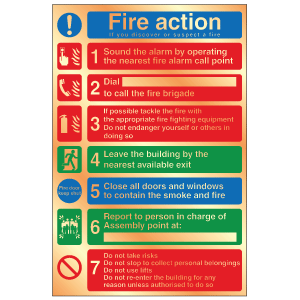 Fire action
If you discover or suspect a fire
1 Sound the alarm by operating
the nearest fire alarm call point
2 Dial
to call the fire brigade
3 If possible tackle the fire with
the appropriate fire fighting equipment
Do not endanger yourself or others in
doing so
4 Leave the building by the
nearest available exit
Fire door
keep shut
5 Close all doors and windows
to contain the smoke and fire
6 Report to person in charge of
Assembly point at:
7 Do not take risks
Do not stop to collect personal belongings
Do not use lifts
Do not re-enter the building for any
reason unless authorised to do so